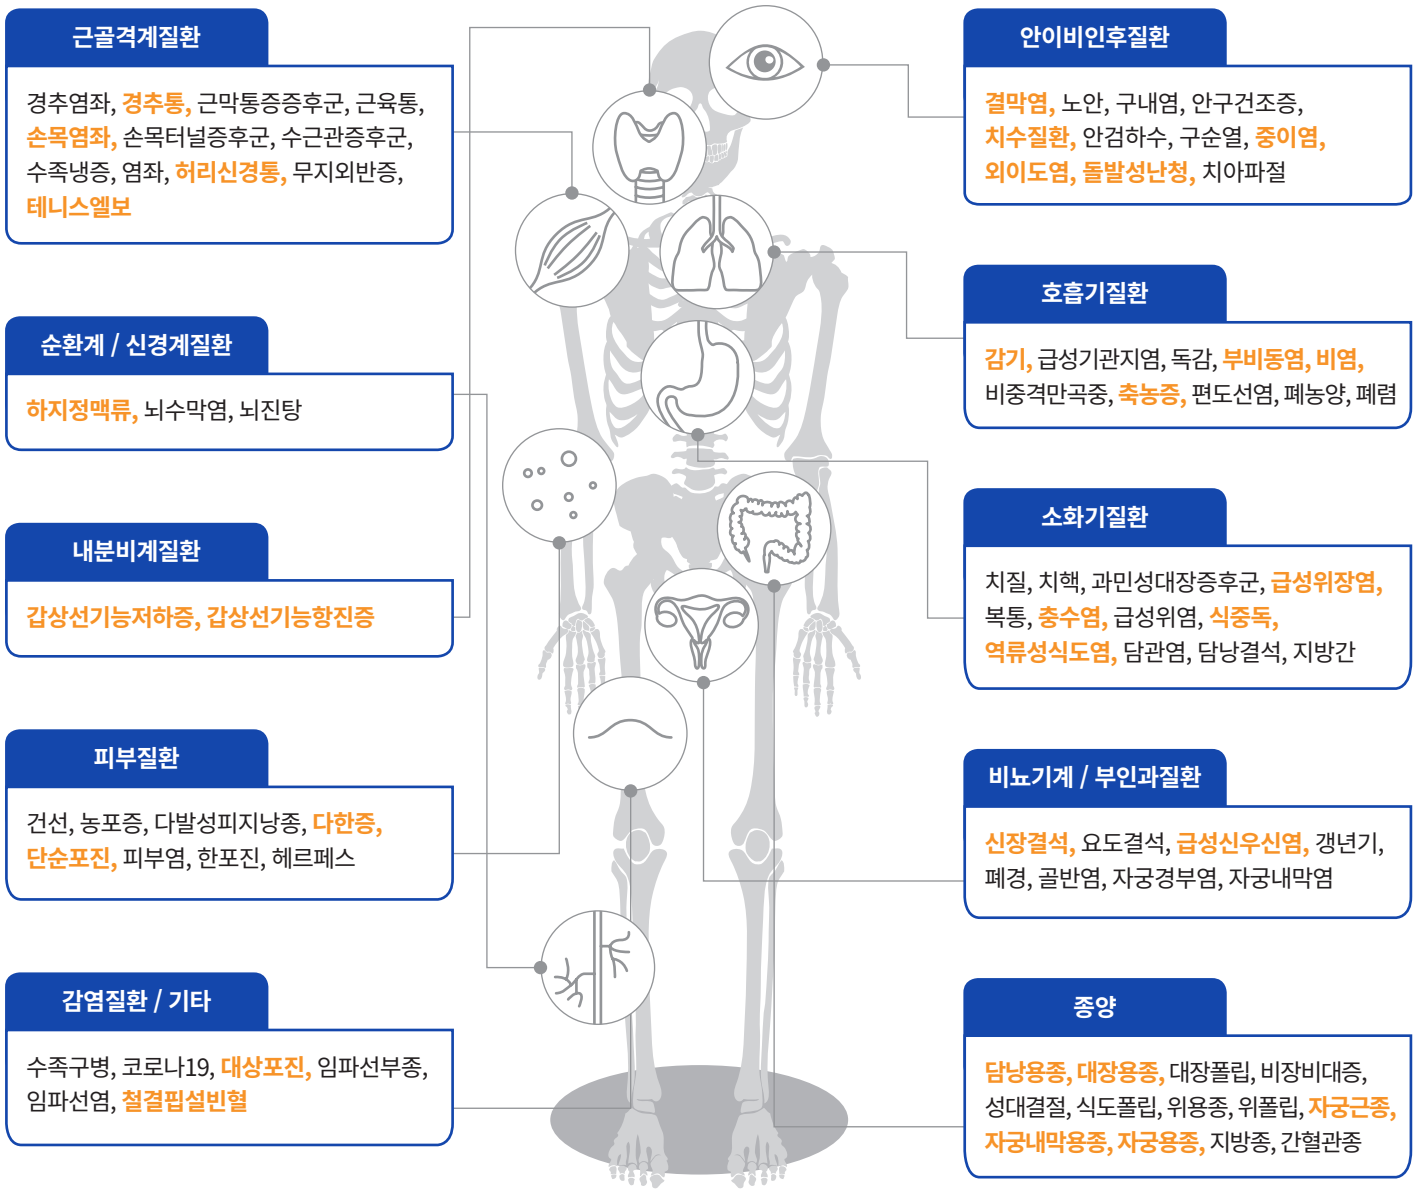 근골격계질환
경추염좌, 경추통, 근막통증증후군, 근육통,
손목염좌, 손목터널증후군, 수근관증후군,
수족냉증, 염좌, 허리신경통, 무지외반증,
테니스엘보
순환계 / 신경계질환
하지정맥류, 뇌수막염, 뇌진탕
내분비계질환
갑상선기능저하증, 갑상선기능항진증
피부질환
건선, 농포증, 다발성피지낭종, 다한증,
단순포진, 피부염, 한포진, 헤르페스
감염질환 / 기타
수족구병, 코로나19, 대상포진, 임파선부종,
임파선염, 철결핍설빈혈
안이비인후질환
결막염, 노안, 구내염, 안구건조증,
치수질환, 안검하수, 구순열, 중이염,
외이도염, 돌발성난청, 치아파절
호흡기질환
감기, 급성기관지염, 독감, 부비동염, 비염,
비중격만곡중, 축농증, 편도선염, 폐농양, 폐렴
소화기질환
치질, 치핵, 과민성대장증후군, 급성위장염,
복통, 충수염, 급성위염, 식중독,
역류성식도염, 담관염, 담낭결석, 지방간
비뇨기계 / 부인과질환
신장결석, 요도결석, 급성신우신염, 갱년기,
폐경, 골반염, 자궁경부염, 자궁내막염
종양
담낭용종, 대장용종, 대장폴립, 비장비대증,
성대결절, 식도폴립, 위용종, 위폴립, 자궁근종,
자궁내막용종, 자궁용종, 지방종, 간혈관종